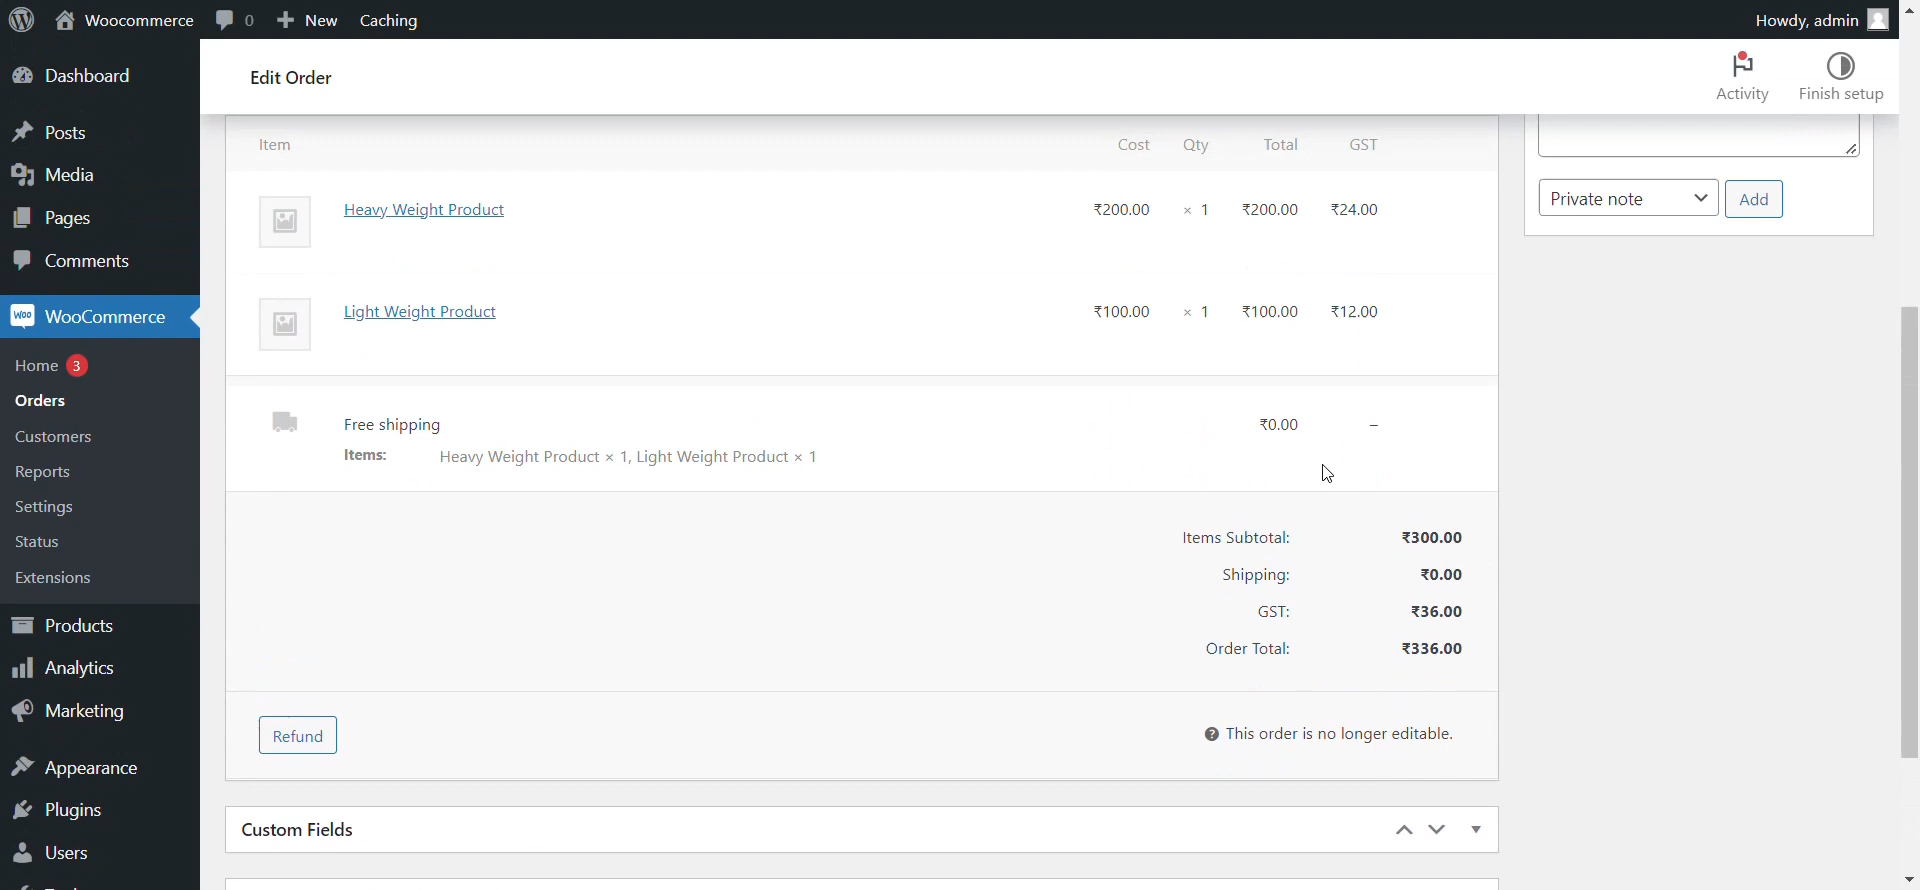 Woocommerce 0 New Caching Howdy, admin
Dashboard
Posts
Media
Pages
Comments
WooCommerce
Home 3
Orders
Customers
Reports
Settings
Status
Extensions
Products
Analytics
Marketing
Appearance
Plugins
Users
Edit Order
Activity Finish setup
Item Cost Qty Total GST
Heavy Weight Product ₹200.00 × 1 ₹200.00 ₹24.00
Light Weight Product ₹100.00 × 1 ₹100.00 ₹12.00
Free shipping ₹0.00 –
Items: Heavy Weight Product × 1, Light Weight Product × 1
Items Subtotal: ₹300.00
Shipping: ₹0.00
GST: ₹36.00
Order Total: ₹336.00
Refund This order is no longer editable.
Custom Fields
Private note Add